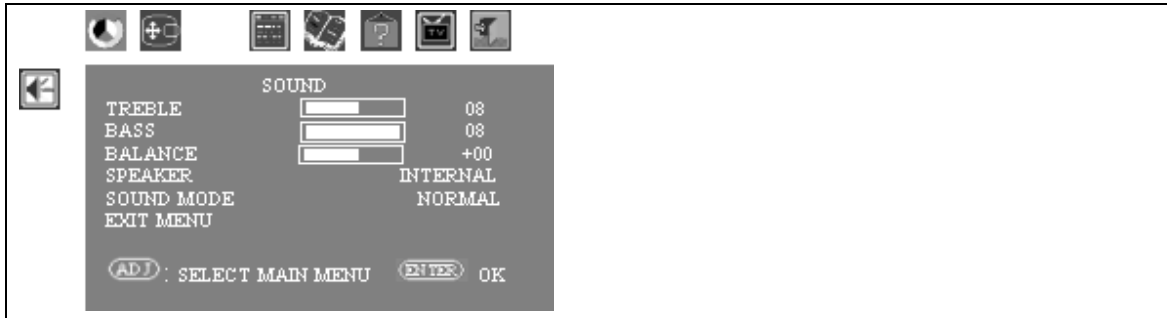 TV
SOUND
TREBLE 08
BASS 08
BALANCE +00
SPEAKER INTERNAL
SOUND MODE NORMAL
EXIT MENU
ADJ : SELECT MAIN MENU ENTER OK